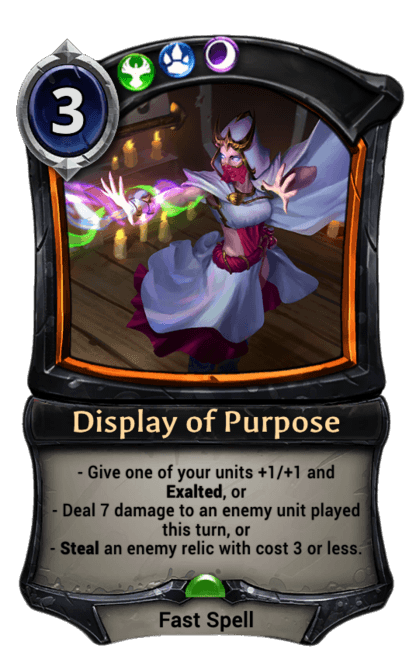 3
Display of Purpose
- Give one of your units +1/+1 and
Exalted, or
- Deal 7 damage to an enemy unit played
this turn, or
- Steal an enemy relic with cost 3 or less.
Fast Spell